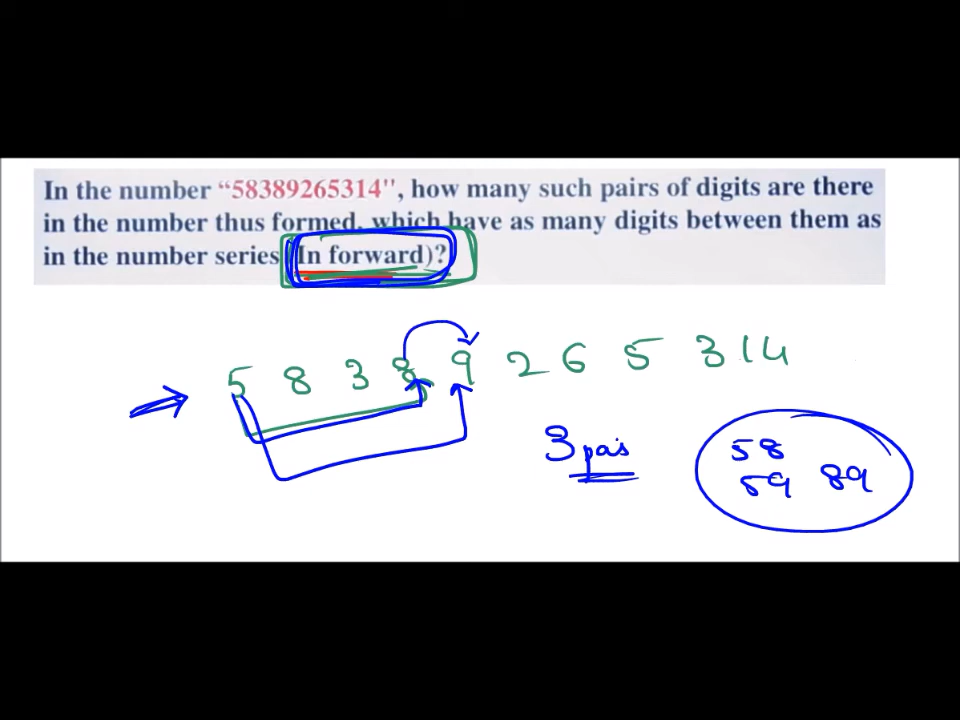 In the number “58389265314", how many such pairs of digits are there
in the number thus formed, which have as many digits between them as
in the number series (In forward)?
5 8 3 8 9 2 6 5 3 1 4
3 pais
58
59 89